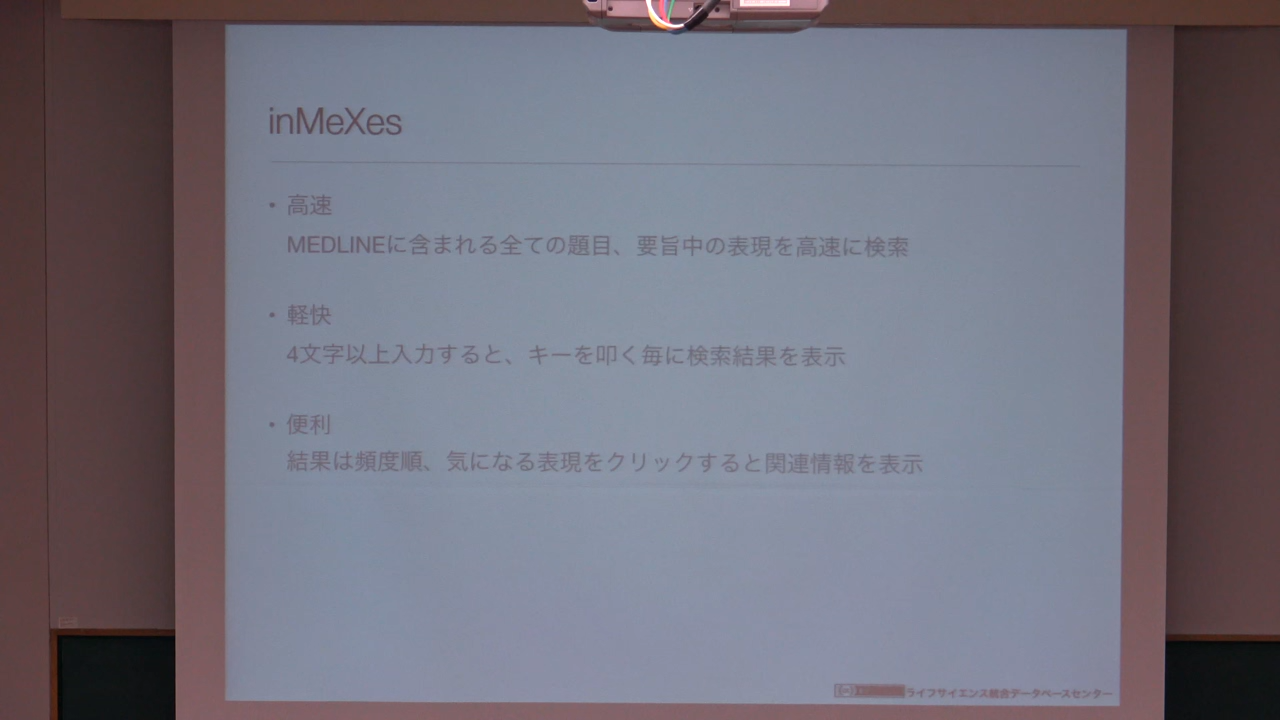 inMeXes
・高速
MEDLINEに含まれる全ての題目、要旨中の表現を高速に検索
・軽快
4文字以上入力すると、キーを叩く毎に検索結果を表示
・便利
結果は頻度順、気になる表現をクリックすると関連情報を表示
ライフサイエンス統合データベースセンター